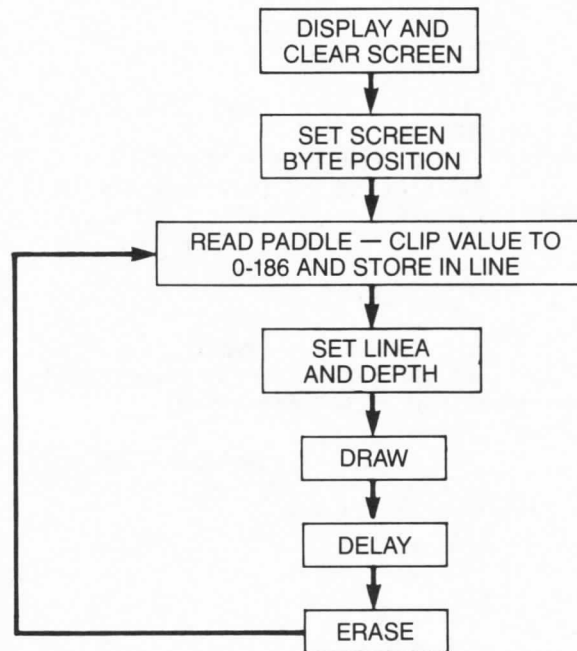 DISPLAY AND
CLEAR SCREEN
SET SCREEN
BYTE POSITION
READ PADDLE — CLIP VALUE TO
0-186 AND STORE IN LINE
SET LINEA
AND DEPTH
DRAW
DELAY
ERASE